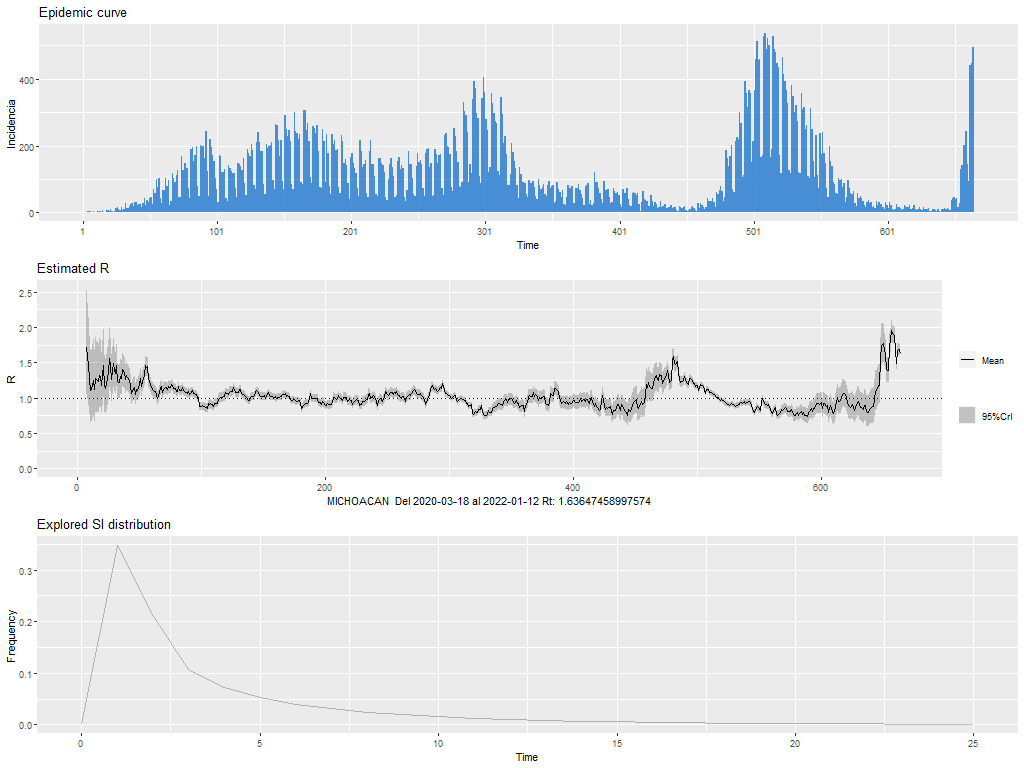 Epidemic curve
Incidencia
400
200
0
1
101
201
301
401
501
601
Time
Estimated R
R
2.5
2.0
1.5
1.0
0.5
0.0
0
200
400
600
MICHOACAN Del 2020-03-18 al 2022-01-12 Rt: 1.63647458997574
Mean
95%CrI
Explored SI distribution
Frequency
0.3
0.2
0.1
0.0
0
5
10
15
20
25
Time